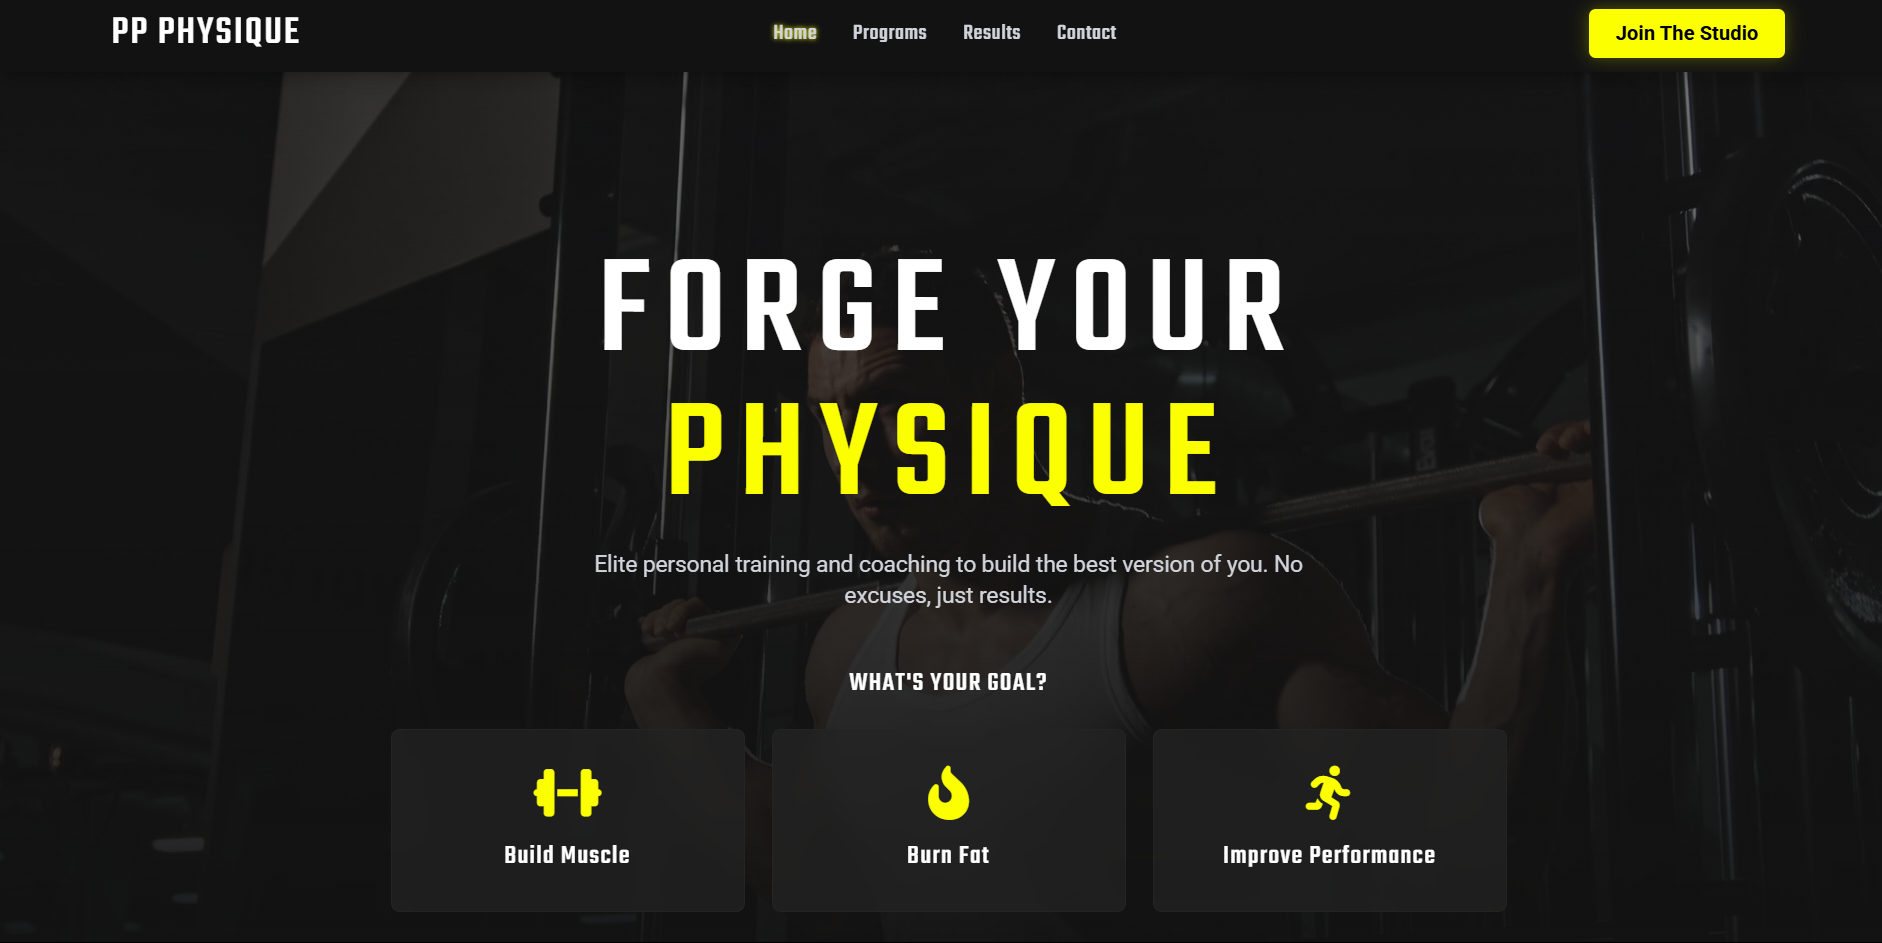 PP PHYSIQUE
Home
Programs
Results
Contact
Join The Studio
FORGE YOUR
PHYSIQUE
Elite personal training and coaching to build the best version of you. No
excuses, just results.
WHAT'S YOUR GOAL?
Build Muscle
Burn Fat
Improve Performance